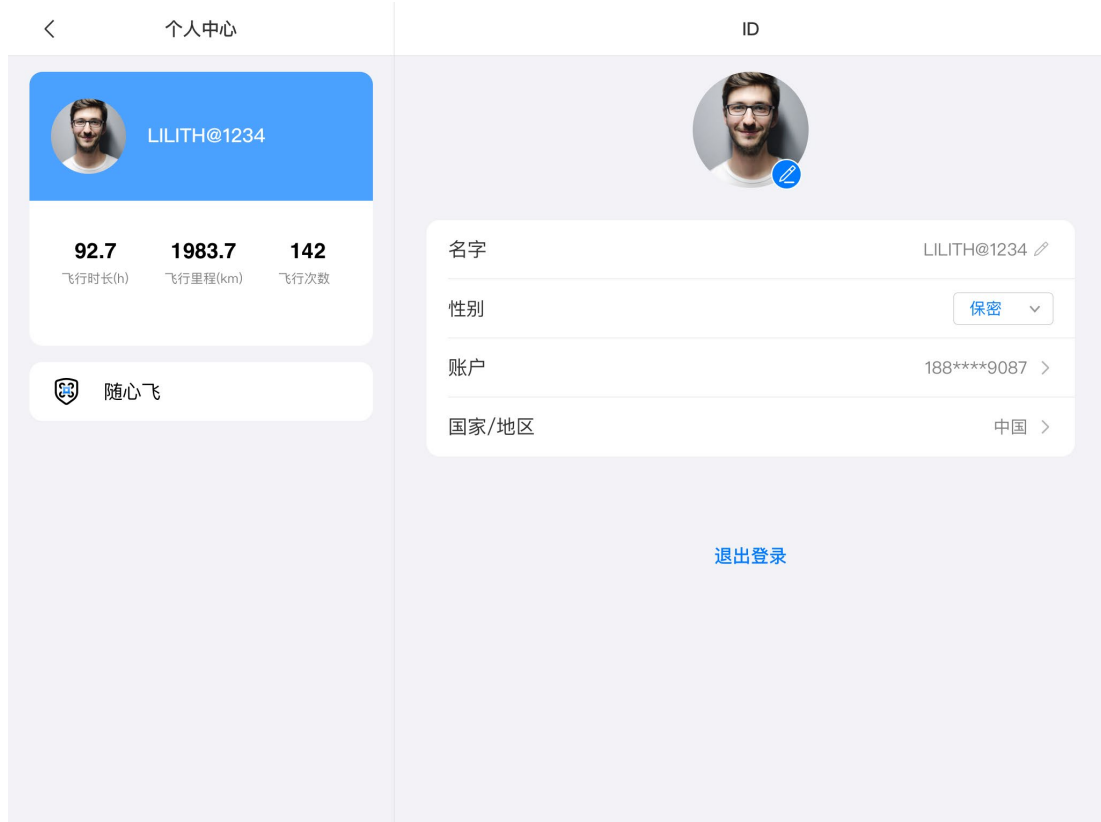 个人中心
LILITH@1234
92.7 1983.7 142
飞行时长(h) 飞行里程(km) 飞行次数
随心飞
ID
名字 LILITH@1234
性别 保密
账户 188****9087
国家/地区 中国
退出登录